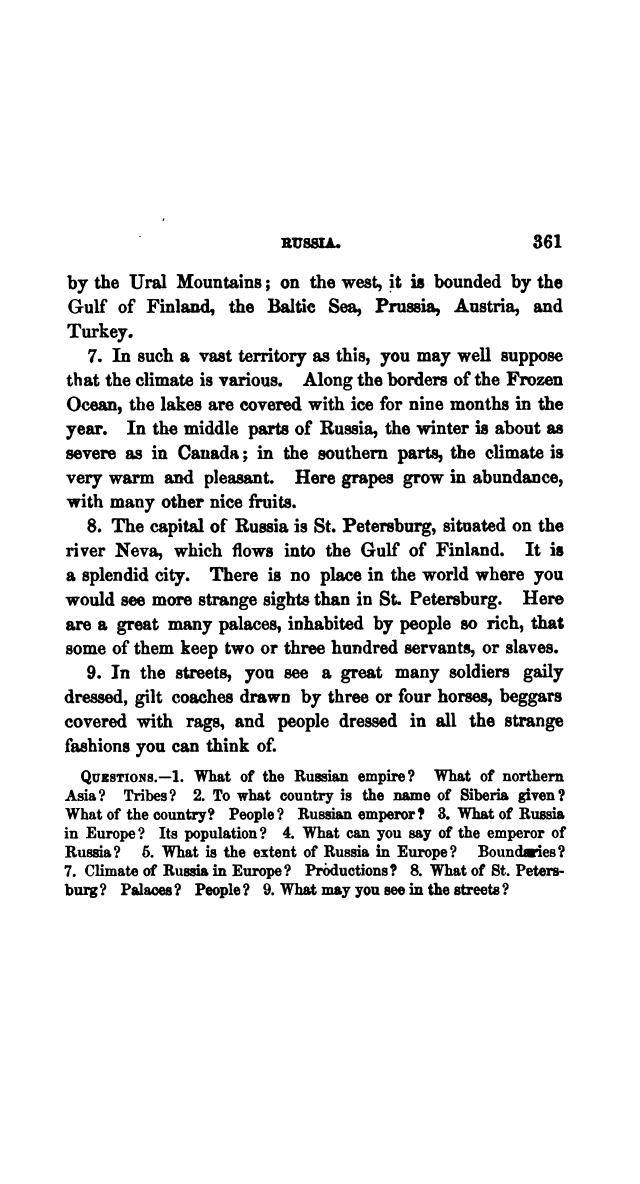 RUSSIA. 361
by the Ural Mountains; on the west, it is bounded by the
Gulf of Finland, the Baltic Sea, Prussia, Austria, and
Turkey.
7. In such a vast territory as this, you may well suppose
that the climate is various. Along the borders of the Frozen
Ocean, the lakes are covered with ice for nine months in the
year. In the middle parts of Russia, the winter is about as
severe as in Canada; in the southern parts, the climate is
very warm and pleasant. Here grapes grow in abundance,
with many other nice fruits.
8. The capital of Russia is St. Petersburg, situated on the
river Neva, which flows into the Gulf of Finland. It is
a splendid city. There is no place in the world where you
would see more strange sights than in St. Petersburg. Here
are a great many palaces, inhabited by people so rich, that
some of them keep two or three hundred servants, or slaves.
9. In the streets, you see a great many soldiers gaily
dressed, gilt coaches drawn by three or four horses, beggars
covered with rags, and people dressed in all the strange
fashions you can think of.
QUESTIONS.—1. What of the Russian empire? What of northern
Asia? Tribes? 2. To what country is the name of Siberia given?
What of the country? People? Russian emperor? 3. What of Russia
in Europe? Its population? 4. What can you say of the emperor of
Russia? 5. What is the extent of Russia in Europe? Boundaries?
7. Climate of Russia in Europe? Productions? 8. What of St. Peters-
burg? Palaces? People? 9. What may you see in the streets?